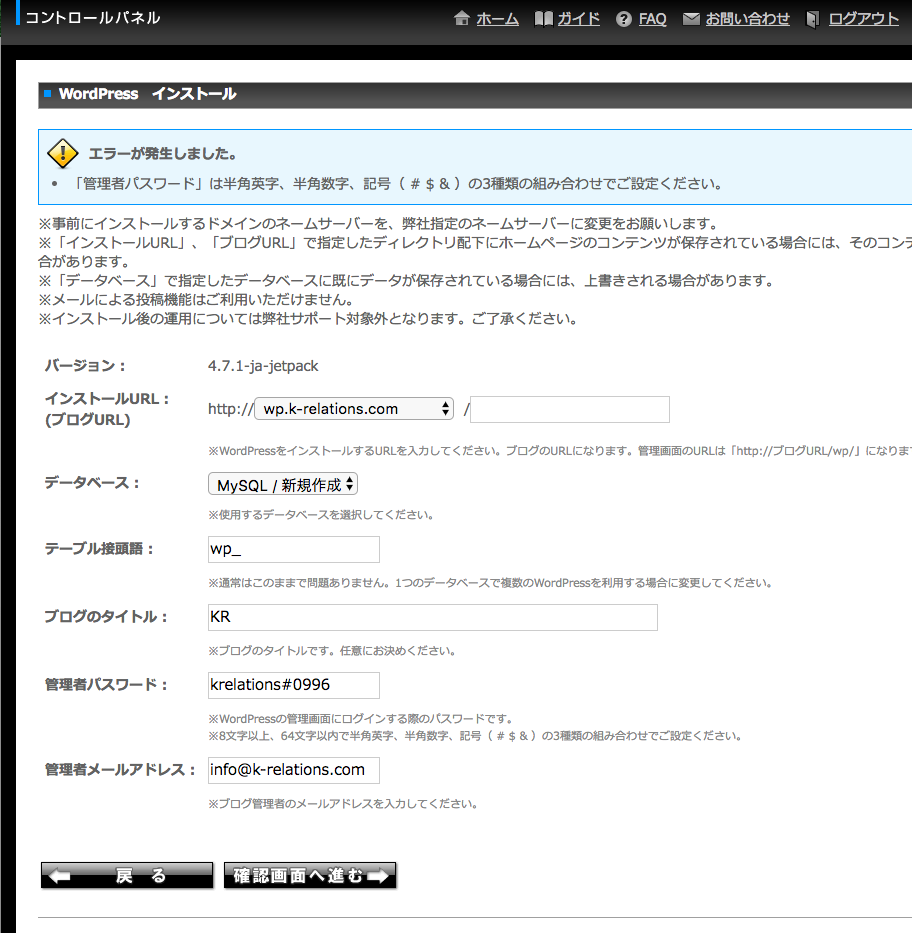 コントロールパネル
ホーム ガイド FAQ お問い合わせ ログアウト
WordPress インストール
エラーが発生しました。
• 「管理者パスワード」は半角英字、半角数字、記号（ # $ & ）の3種類の組み合わせでご設定ください。
※事前にインストールするドメインのネームサーバーを、弊社指定のネームサーバーに変更をお願いします。
※「インストールURL」、「ブログURL」で指定したディレクトリ配下にホームページのコンテンツが保存されている場合には、そのコンテ
合があります。
※「データベース」で指定したデータベースに既にデータが保存されている場合には、上書きされる場合があります。
※メールによる投稿機能はご利用いただけません。
※インストール後の運用については弊社サポート対象外となります。ご了承ください。
バージョン： 4.7.1-ja-jetpack
インストールURL：
(ブログURL)
http:// wp.k-relations.com /
※WordPressをインストールするURLを入力してください。ブログのURLになります。管理画面のURLは「http://ブログURL/wp/」になりま
データベース： MySQL / 新規作成
※使用するデータベースを選択してください。
テーブル接頭語： wp_
※通常はこのままで問題ありません。1つのデータベースで複数のWordPressを利用する場合に変更してください。
ブログのタイトル： KR
※ブログのタイトルです。任意にお決めください。
管理者パスワード： krelations#0996
※WordPressの管理画面にログインする際のパスワードです。
※8文字以上、64文字以内で半角英字、半角数字、記号（ # $ & ）の3種類の組み合わせでご設定ください。
管理者メールアドレス： info@k-relations.com
※ブログ管理者のメールアドレスを入力してください。
戻 る 確認画面へ進む